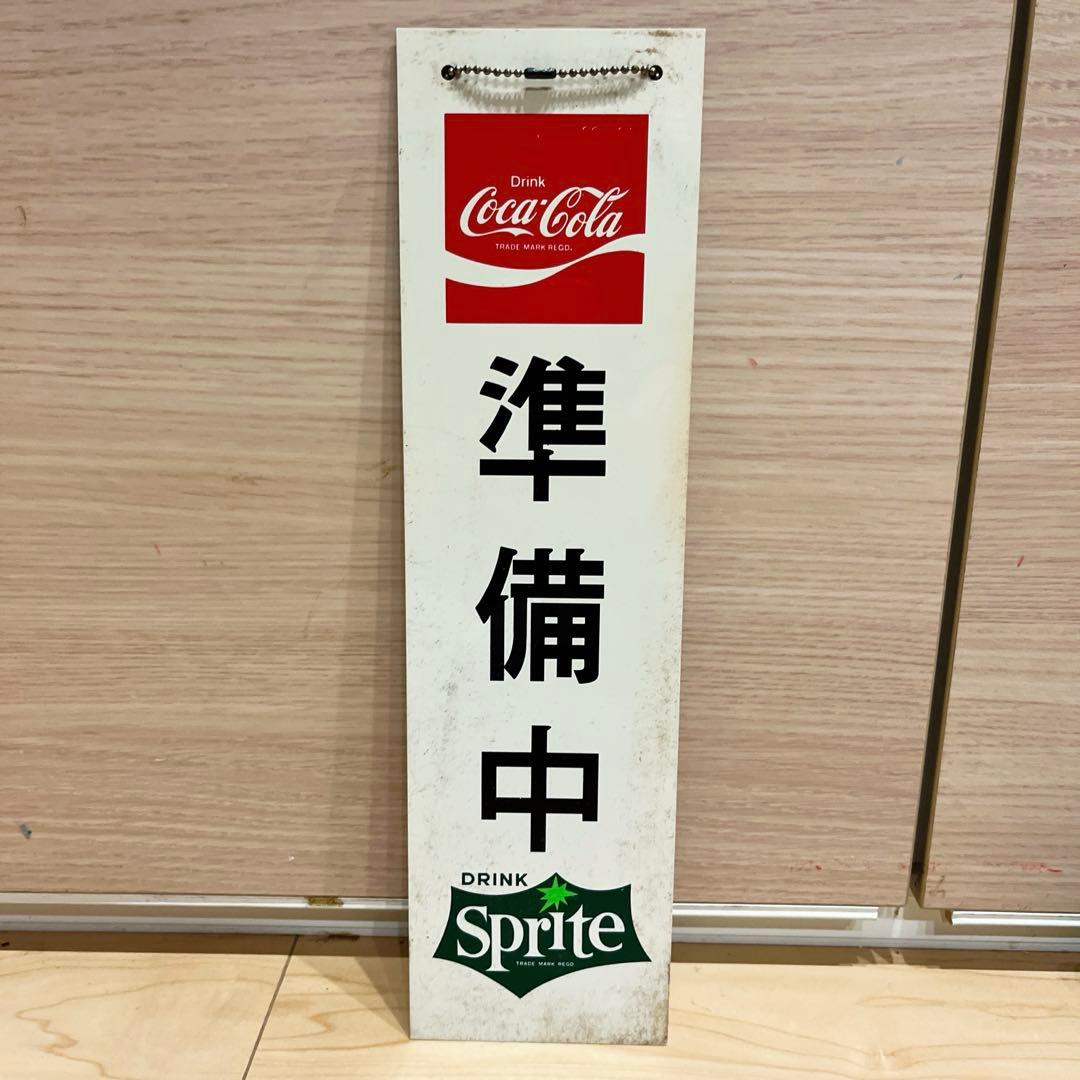 Drink
Coca-Cola
TRADE MARK REGD.
準
備
中
DRINK
Sprite
TRADE MARK REGD